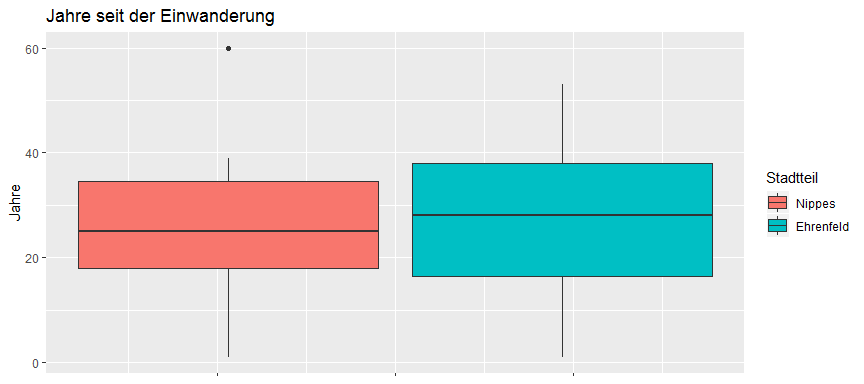 Jahre seit der Einwanderung
60
40
20
0
Jahre
Stadtteil
Nippes
Ehrenfeld